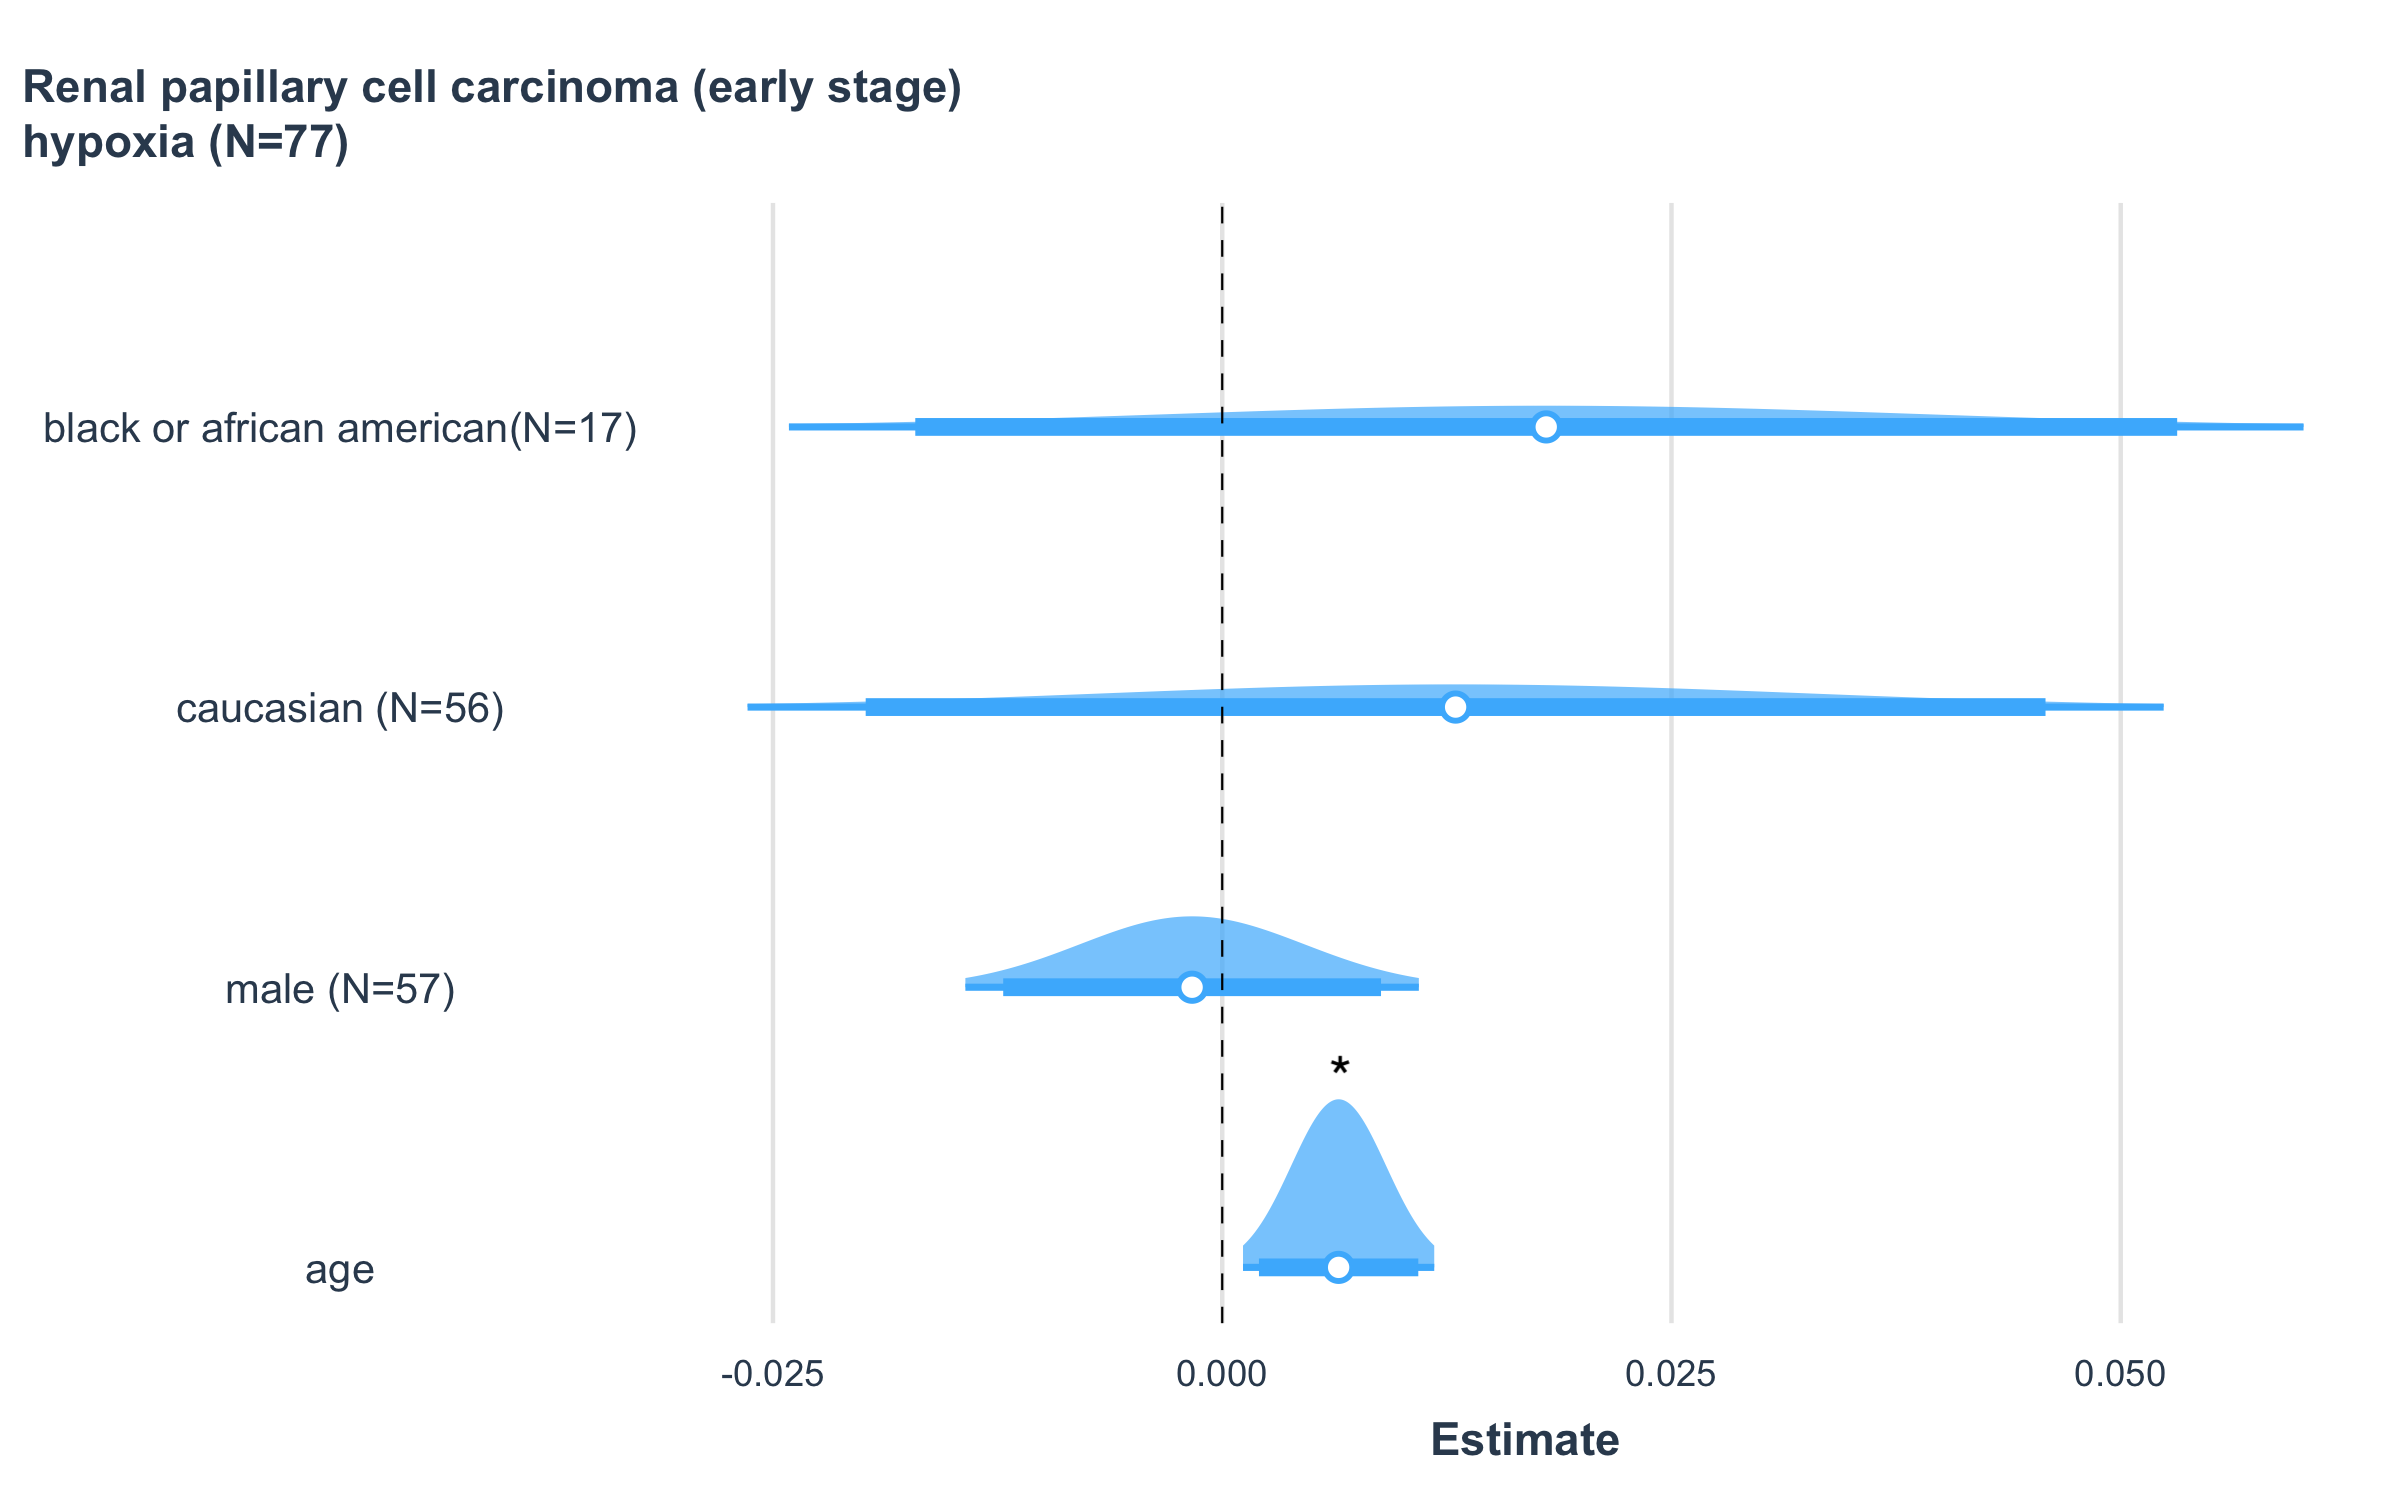 Renal papillary cell carcinoma (early stage)
hypoxia (N=77)
black or african american(N=17)
caucasian (N=56)
male (N=57)
*
age
-0.025 0.000 0.025 0.050
Estimate